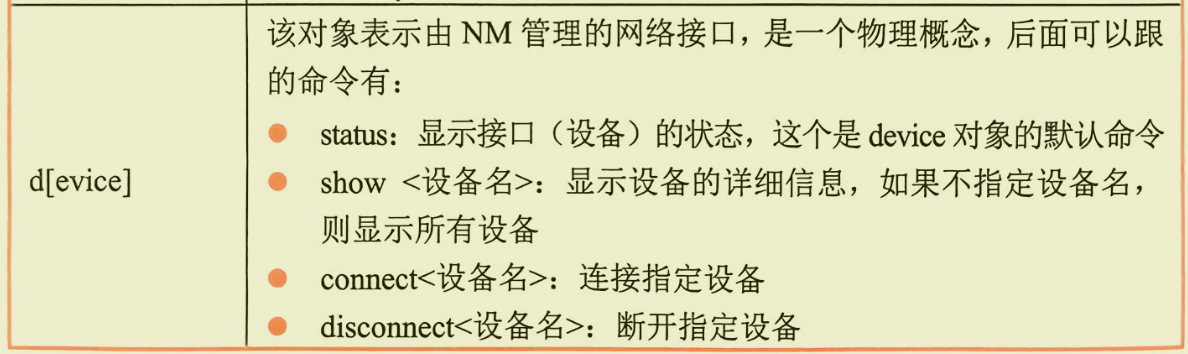 该对象表示由 NM 管理的网络接口，是一个物理概念，后面可以跟
的命令有：
status：显示接口（设备）的状态，这个是 device 对象的默认命令
d[evice]
show <设备名>：显示设备的详细信息，如果不指定设备名，
则显示所有设备
connect<设备名>：连接指定设备
disconnect<设备名>：断开指定设备